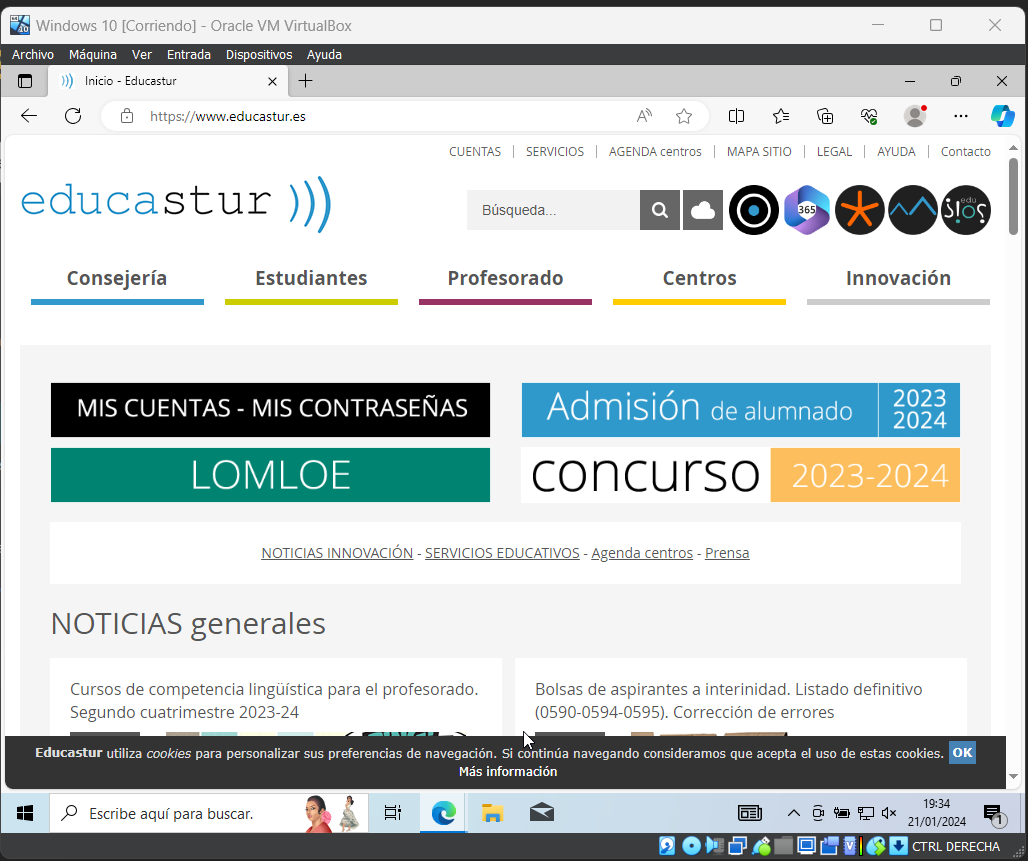 Windows 10 [Corriendo] - Oracle VM VirtualBox
Archivo Máquina Ver Entrada Dispositivos Ayuda
Inicio - Educastur
https://www.educastur.es
CUENTAS | SERVICIOS | AGENDA centros | MAPA SITIO | LEGAL | AYUDA | Contacto
educastur
Búsqueda...
365
edu
Consejería Estudiantes Profesorado Centros Innovación
MIS CUENTAS - MIS CONTRASEÑAS
Admisión de alumnado 2023 2024
LOMLOE
concurso 2023-2024
NOTICIAS INNOVACIÓN - SERVICIOS EDUCATIVOS - Agenda centros - Prensa
NOTICIAS generales
Cursos de competencia lingüística para el profesorado.
Segundo cuatrimestre 2023-24
Bolsas de aspirantes a interinidad. Listado definitivo
(0590-0594-0595). Corrección de errores
Educastur utiliza cookies para personalizar sus preferencias de navegación. Si continúa navegando consideramos que acepta el uso de estas cookies. OK
Más información
Escribe aquí para buscar.
19:34
21/01/2024
1
CTRL DERECHA